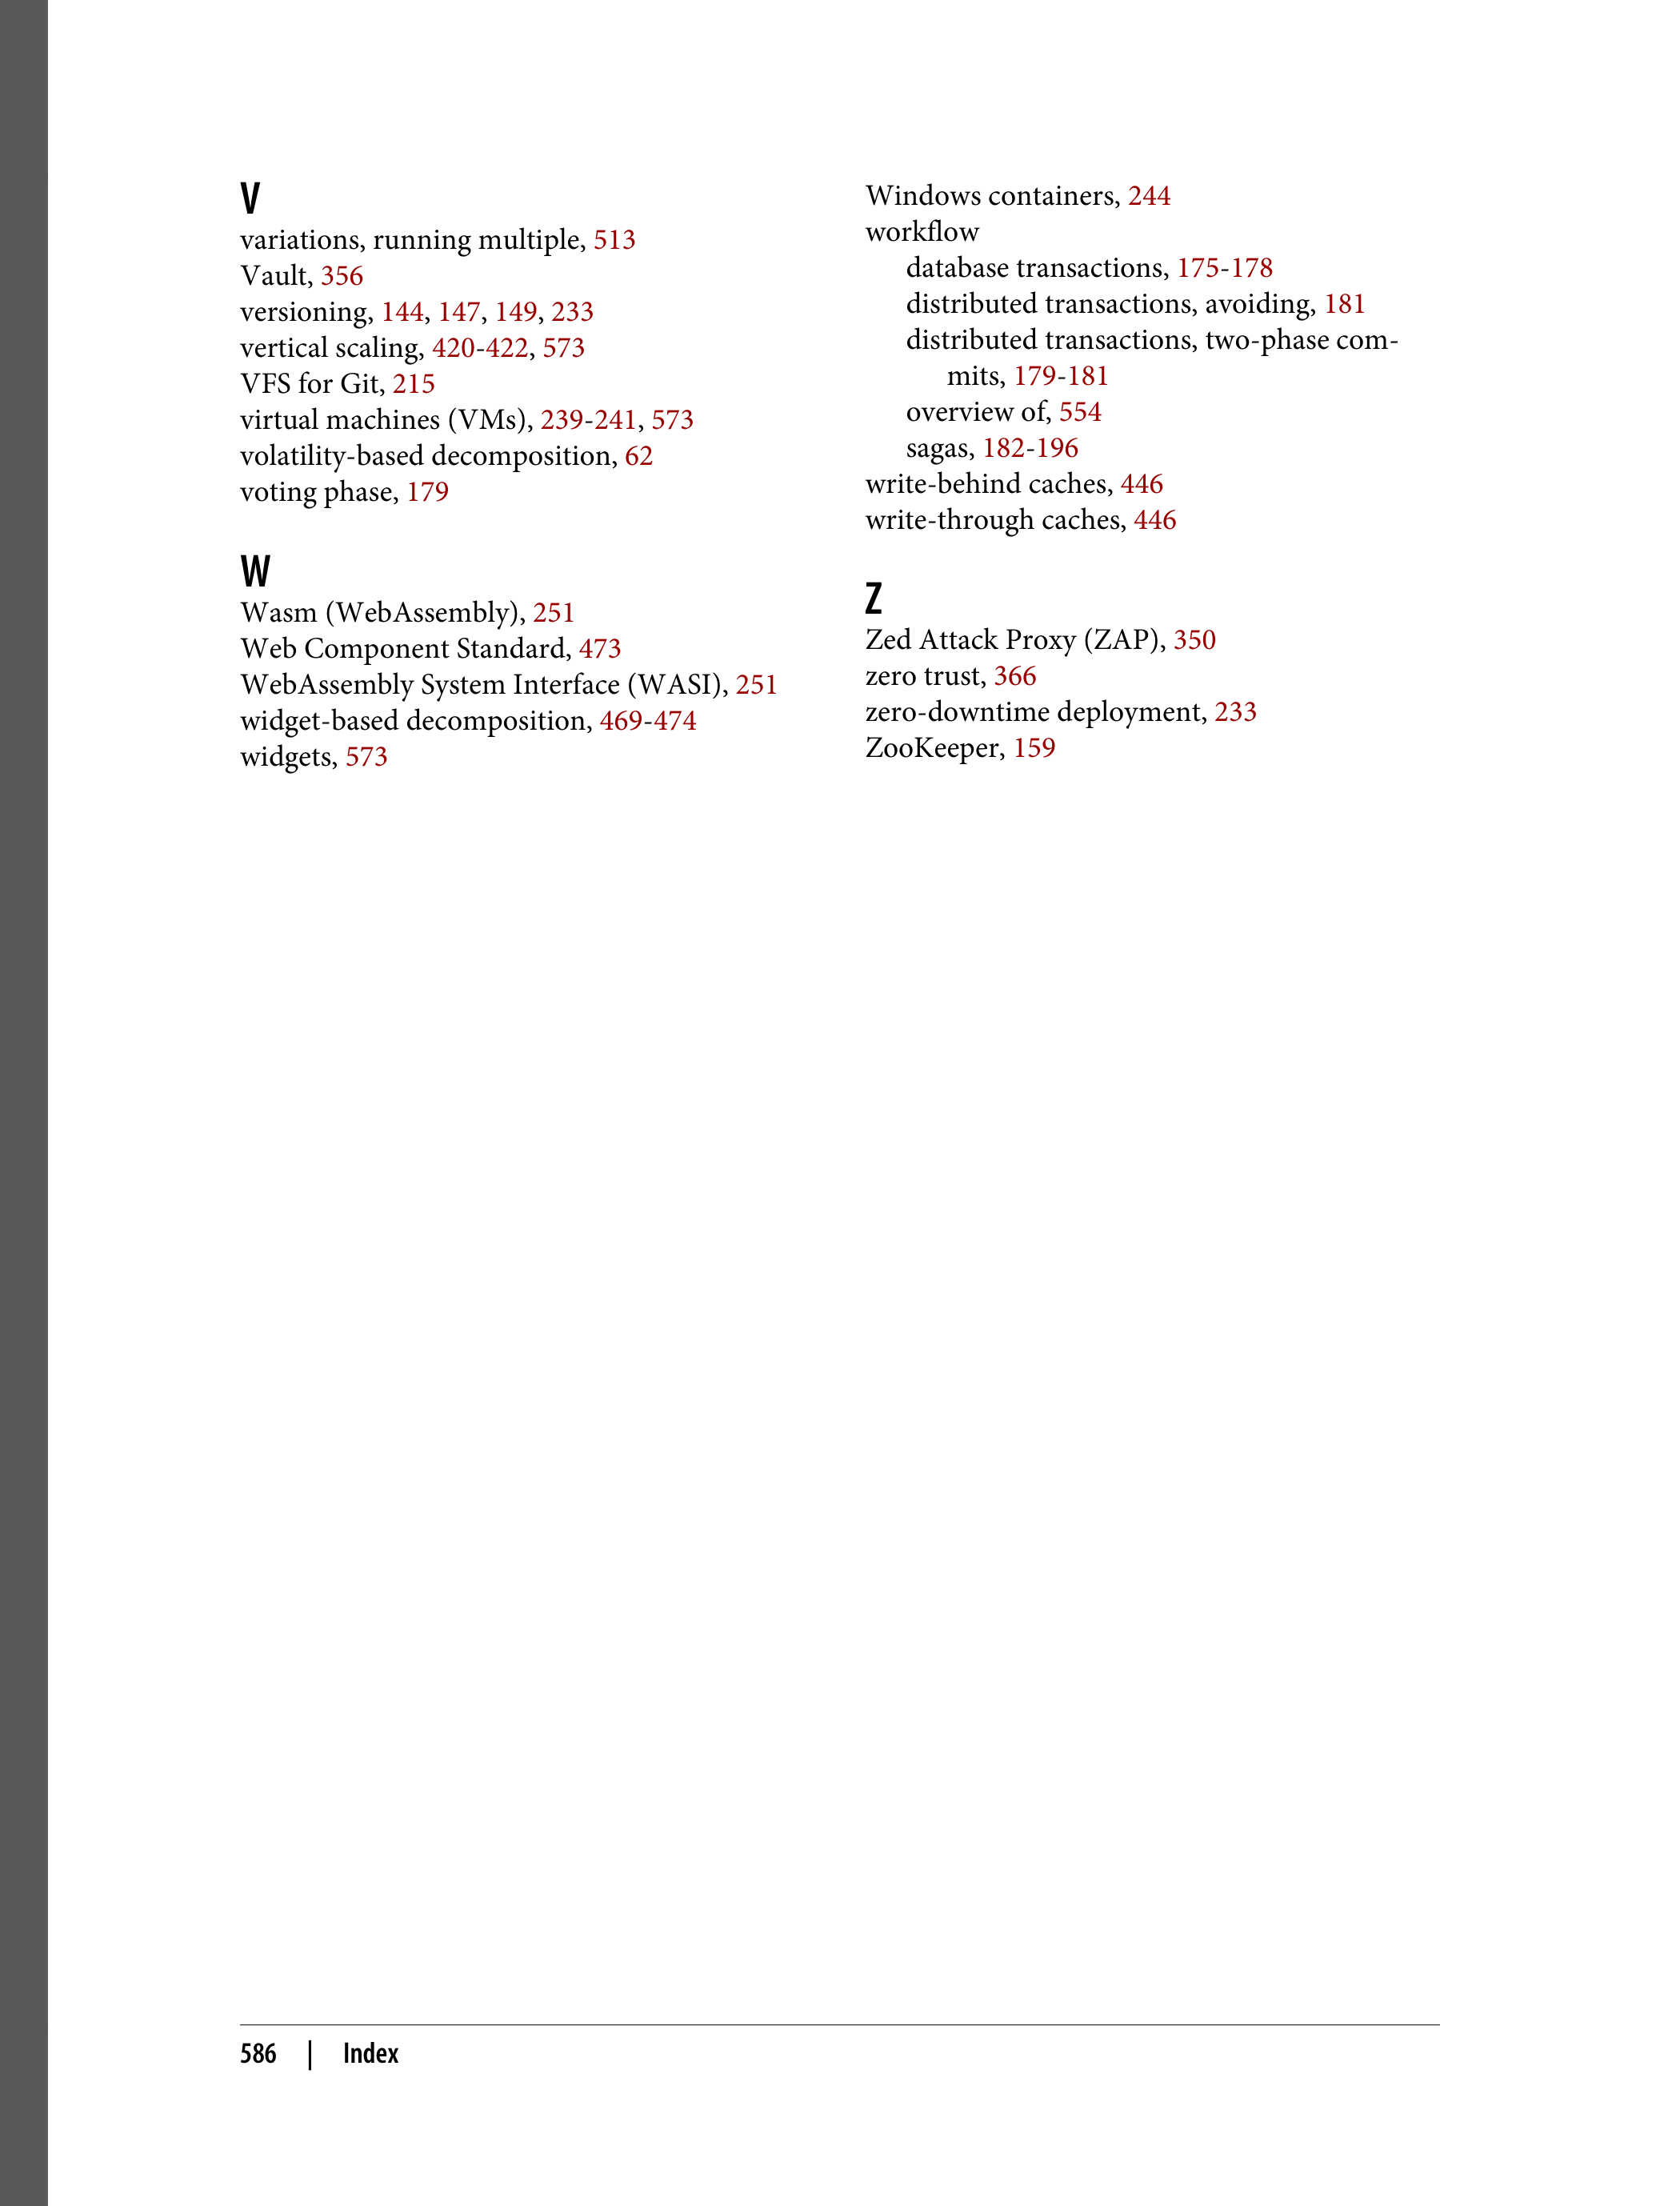 V
variations, running multiple, 513
Vault, 356
versioning, 144, 147, 149, 233
vertical scaling, 420-422, 573
VFS for Git, 215
virtual machines (VMs), 239-241, 573
volatility-based decomposition, 62
voting phase, 179
W
Wasm (WebAssembly), 251
Web Component Standard, 473
WebAssembly System Interface (WASI), 251
widget-based decomposition, 469-474
widgets, 573
Windows containers, 244
workflow
database transactions, 175-178
distributed transactions, avoiding, 181
distributed transactions, two-phase com-
mits, 179-181
overview of, 554
sagas, 182-196
write-behind caches, 446
write-through caches, 446
Z
Zed Attack Proxy (ZAP), 350
zero trust, 366
zero-downtime deployment, 233
ZooKeeper, 159
586 | Index